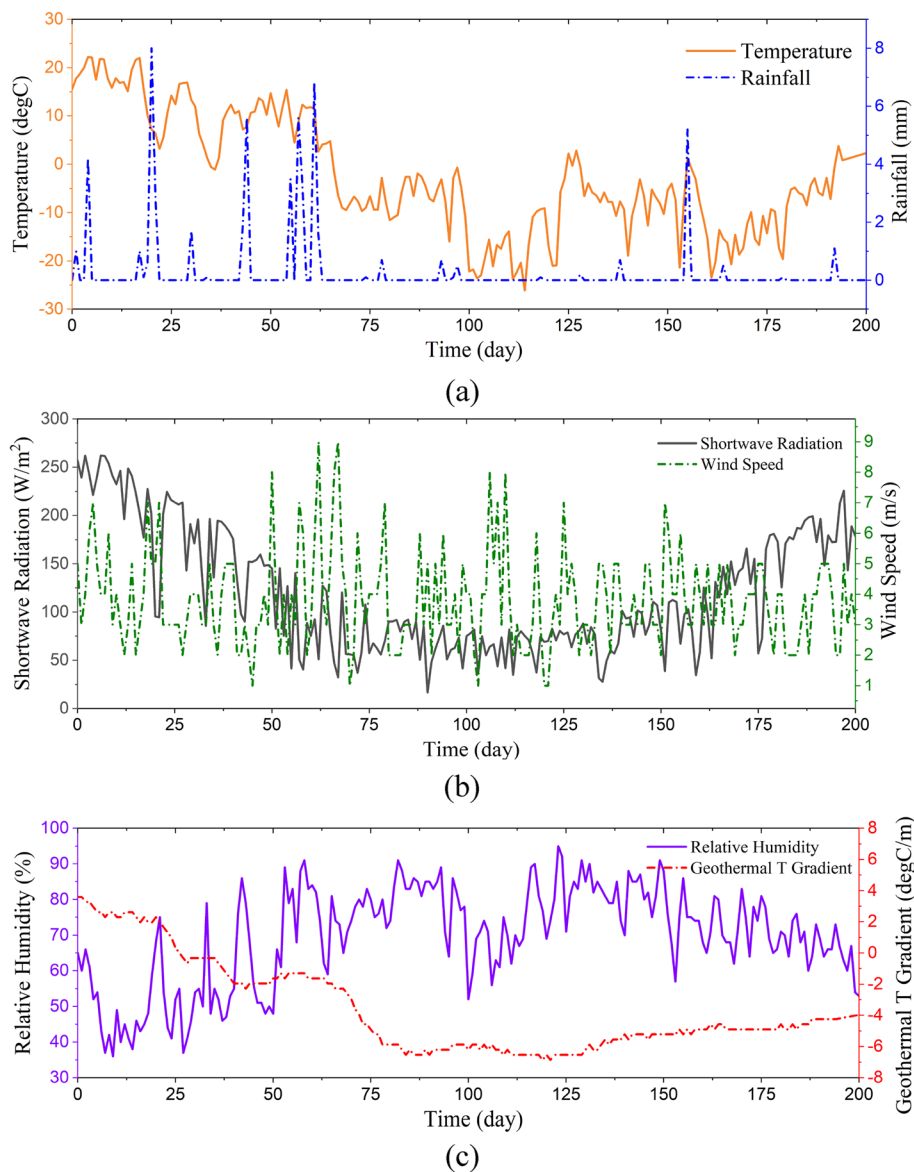 Temperature (degC)
30
20
10
0
-10
-20
-30
Temperature
Rainfall
8
6
4
2
0
Rainfall (mm)
0 25 50 75 100 125 150 175 200
Time (day)
(a)
Shortwave Radiation (W/m²)
300
250
200
150
100
50
0
Shortwave Radiation
Wind Speed
9
8
7
6
5
4
3
2
1
Wind Speed (m/s)
0 25 50 75 100 125 150 175 200
Time (day)
(b)
Relative Humidity (%)
100
90
80
70
60
50
40
30
Relative Humidity
Geothermal T Gradient
8
6
4
2
0
-2
-4
-6
-8
Geothermal T Gradient (degC/m)
0 25 50 75 100 125 150 175 200
Time (day)
(c)